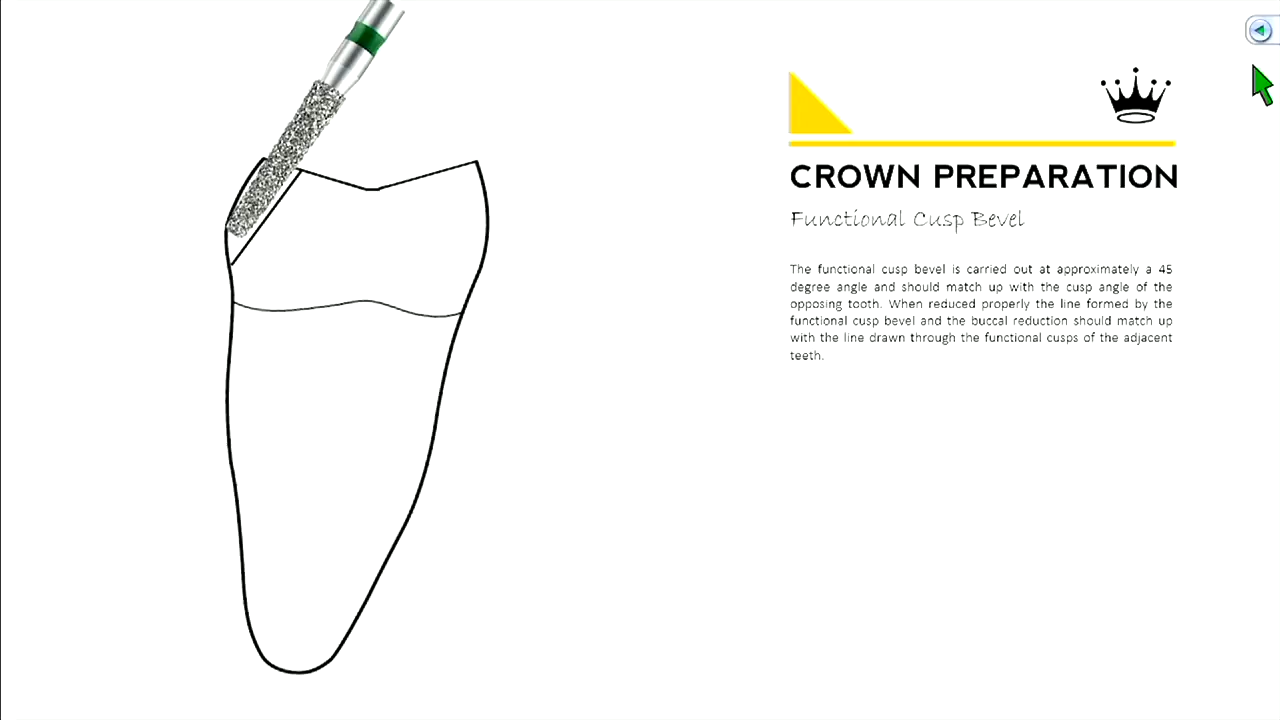 CROWN PREPARATION
Functional Cusp Bevel
The functional cusp bevel is carried out at approximately a 45
degree angle and should match up with the cusp angle of the
opposing tooth. When reduced properly the line formed by the
functional cusp bevel and the buccal reduction should match up
with the line drawn through the functional cusps of the adjacent
teeth.